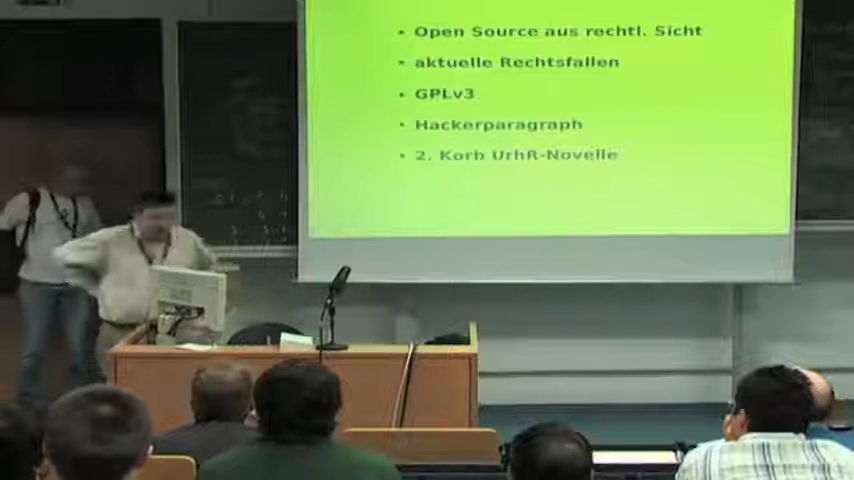 • Open Source aus rechtl. Sicht
• aktuelle Rechtsfallen
• GPLv3
• Hackerparagraph
• 2. Korb UrhR-Novelle